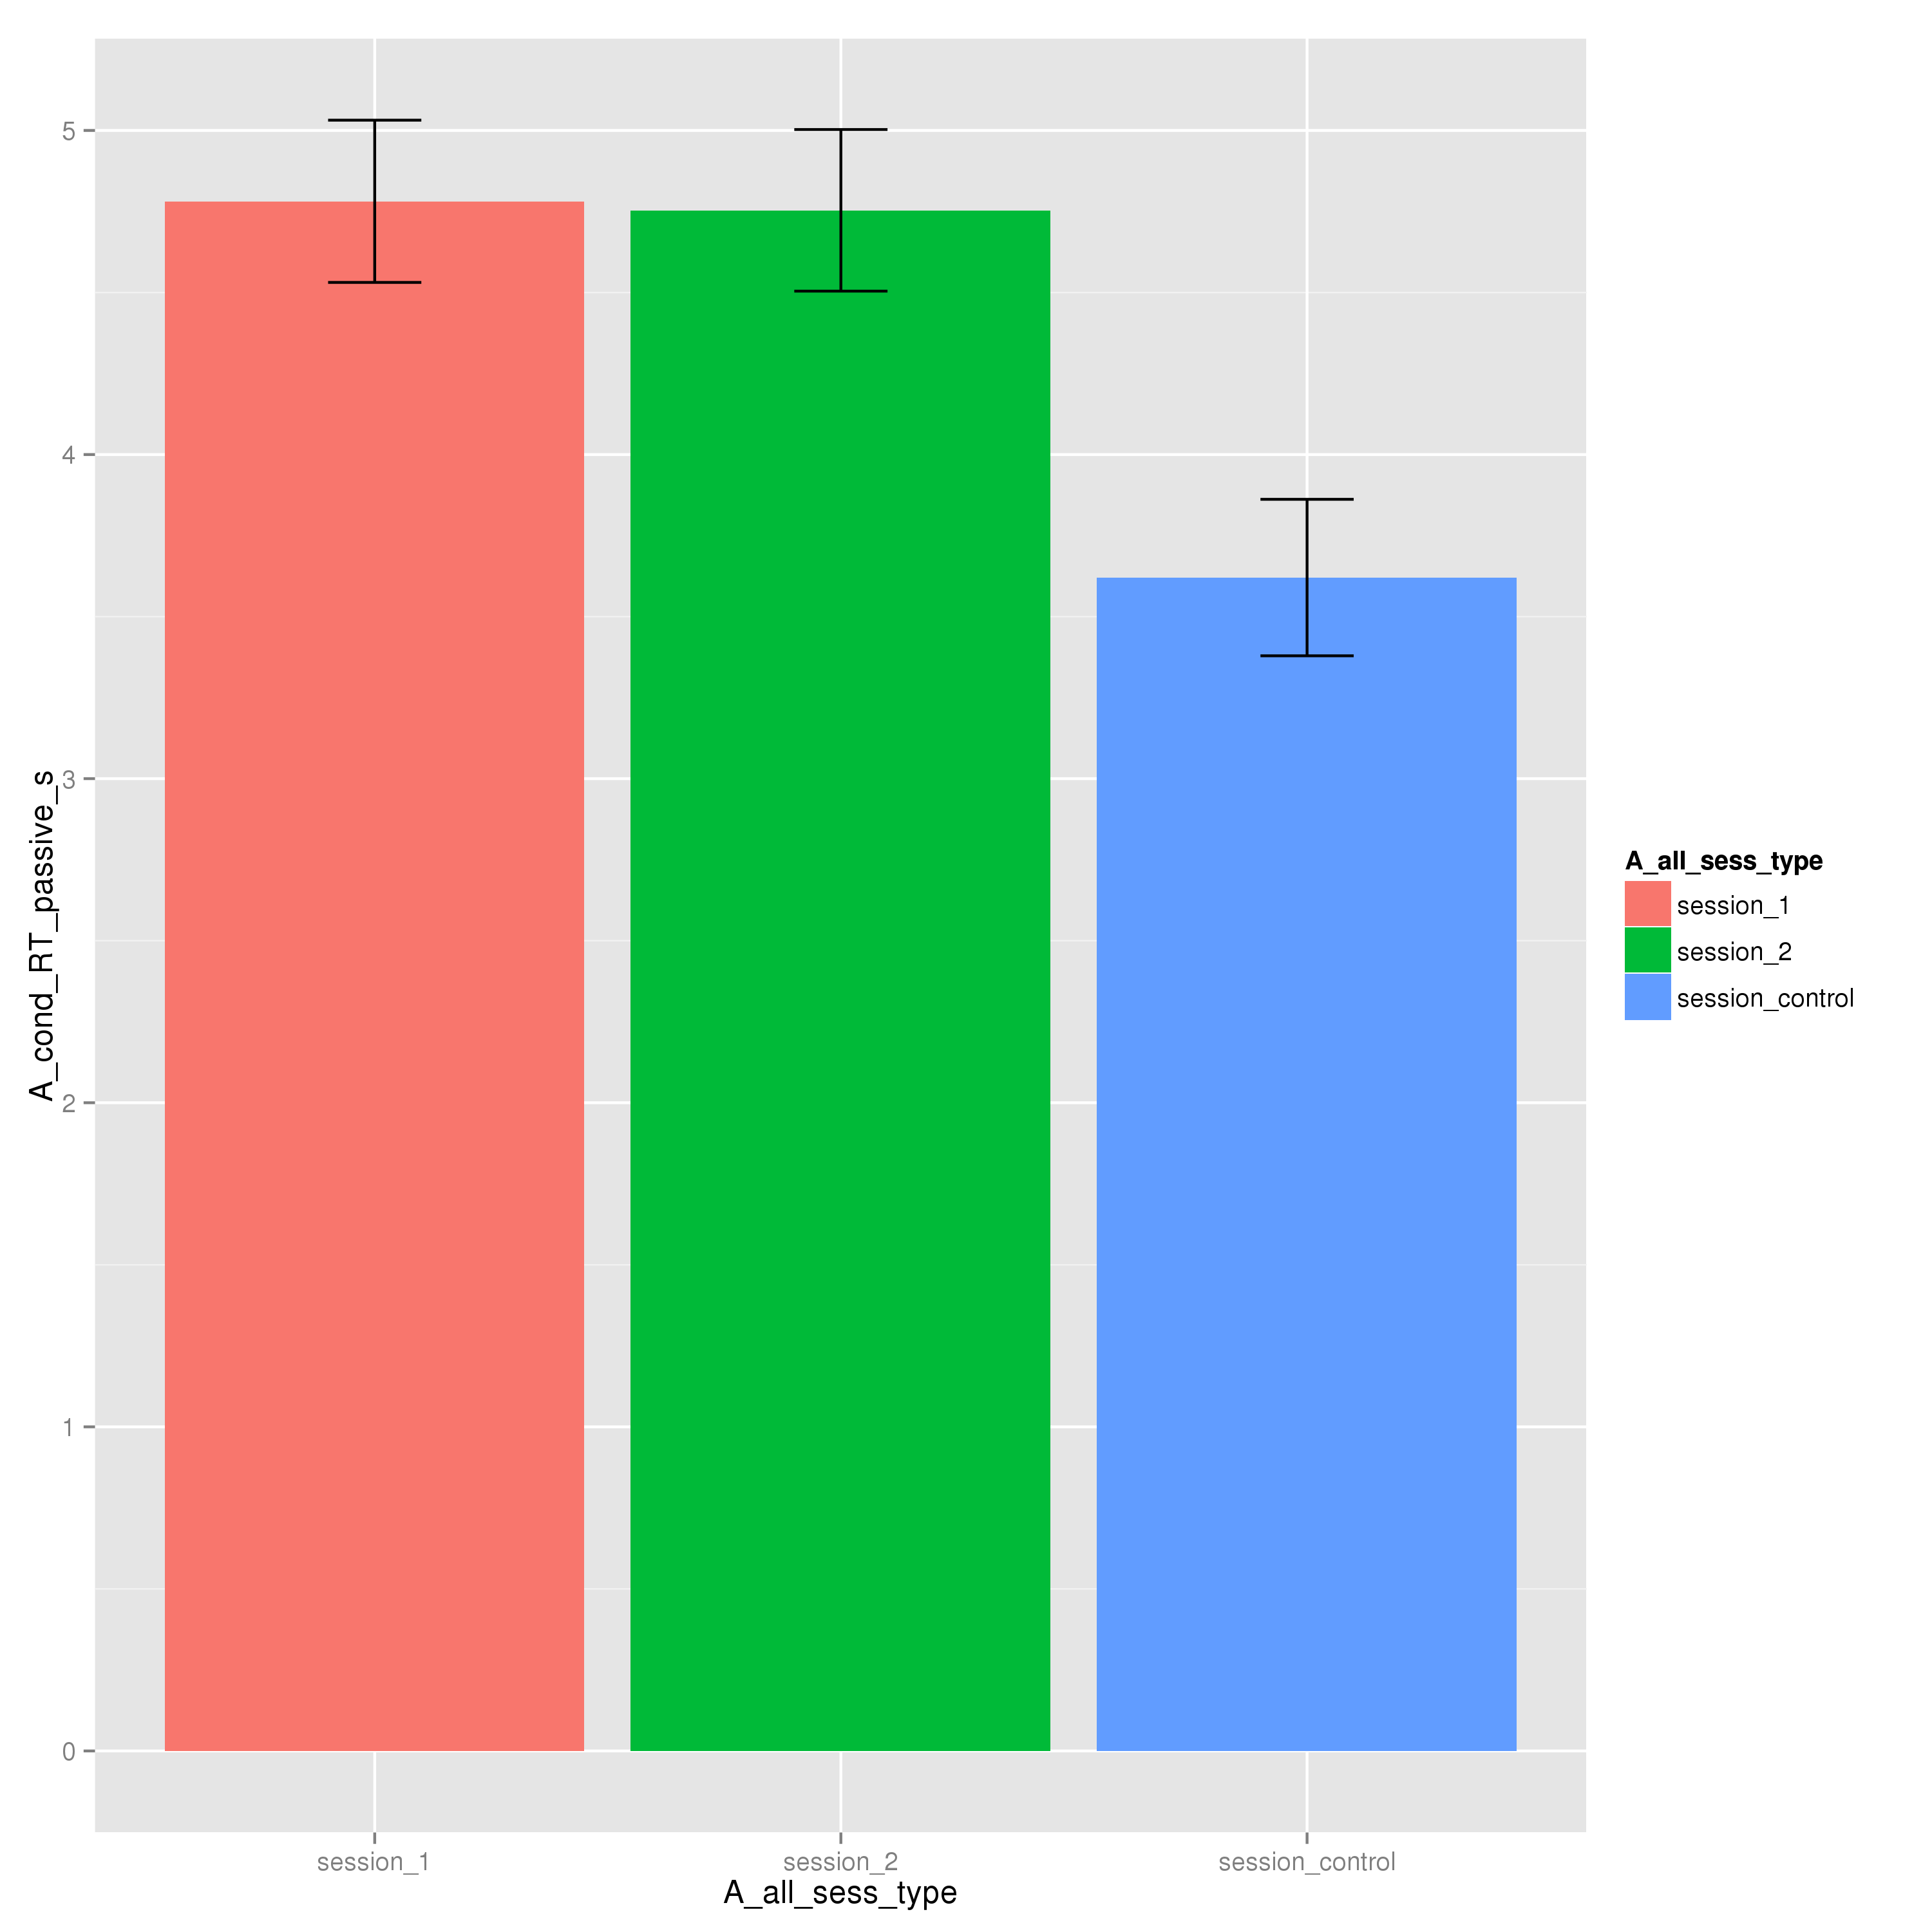 A_cond_RT_passive_s
5
4
3
2
1
0
session_1
session_2
session_control
A_all_sess_type
A_all_sess_type
session_1
session_2
session_control